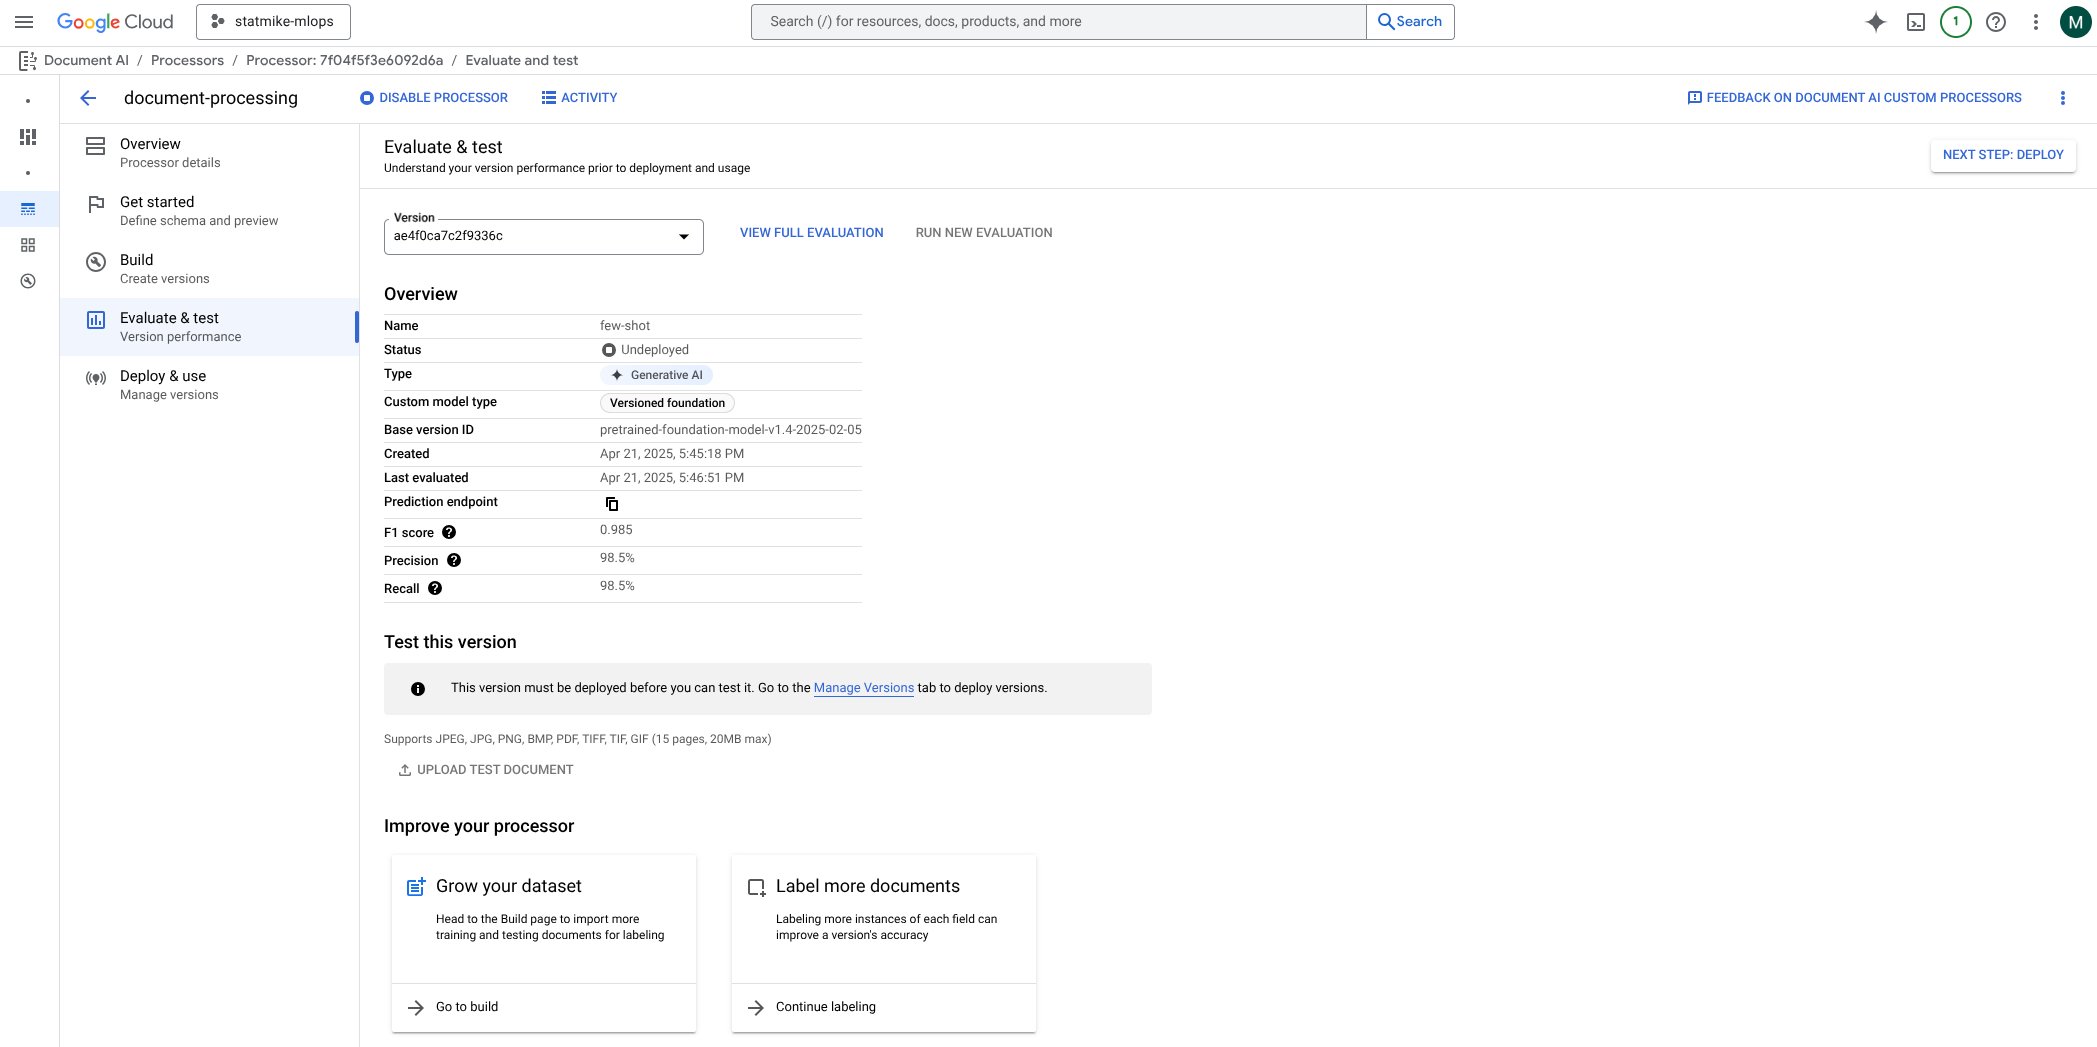 Google Cloud
statmike-mlops
Search (/) for resources, docs, products, and more
Search
1
M
Document AI / Processors / Processor: 7f04f5f3e6092d6a / Evaluate and test
document-processing
DISABLE PROCESSOR
ACTIVITY
FEEDBACK ON DOCUMENT AI CUSTOM PROCESSORS
Overview
Processor details
Get started
Define schema and preview
Build
Create versions
Evaluate & test
Version performance
Deploy & use
Manage versions
Evaluate & test
Understand your version performance prior to deployment and usage
NEXT STEP: DEPLOY
Version
ae4f0ca7c2f9336c
VIEW FULL EVALUATION
RUN NEW EVALUATION
Overview
Name few-shot
Status Undeployed
Type Generative AI
Custom model type Versioned foundation
Base version ID pretrained-foundation-model-v1.4-2025-02-05
Created Apr 21, 2025, 5:45:18 PM
Last evaluated Apr 21, 2025, 5:46:51 PM
Prediction endpoint
F1 score 0.985
Precision 98.5%
Recall 98.5%
Test this version
This version must be deployed before you can test it. Go to the Manage Versions tab to deploy versions.
Supports JPEG, JPG, PNG, BMP, PDF, TIFF, TIF, GIF (15 pages, 20MB max)
UPLOAD TEST DOCUMENT
Improve your processor
Grow your dataset
Head to the Build page to import more
training and testing documents for labeling
Go to build
Label more documents
Labeling more instances of each field can
improve a version's accuracy
Continue labeling